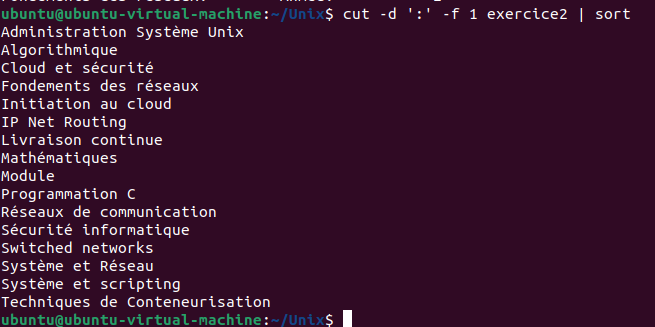 ubuntu@ubuntu-virtual-machine:~/Unix$ cut -d ':' -f 1 exercice2 | sort
Administration Système Unix
Algorithmique
Cloud et sécurité
Fondements des réseaux
Initiation au cloud
IP Net Routing
Livraison continue
Mathématiques
Module
Programmation C
Réseaux de communication
Sécurité informatique
Switched networks
Système et Réseau
Système et scripting
Techniques de Conteneurisation
ubuntu@ubuntu-virtual-machine:~/Unix$